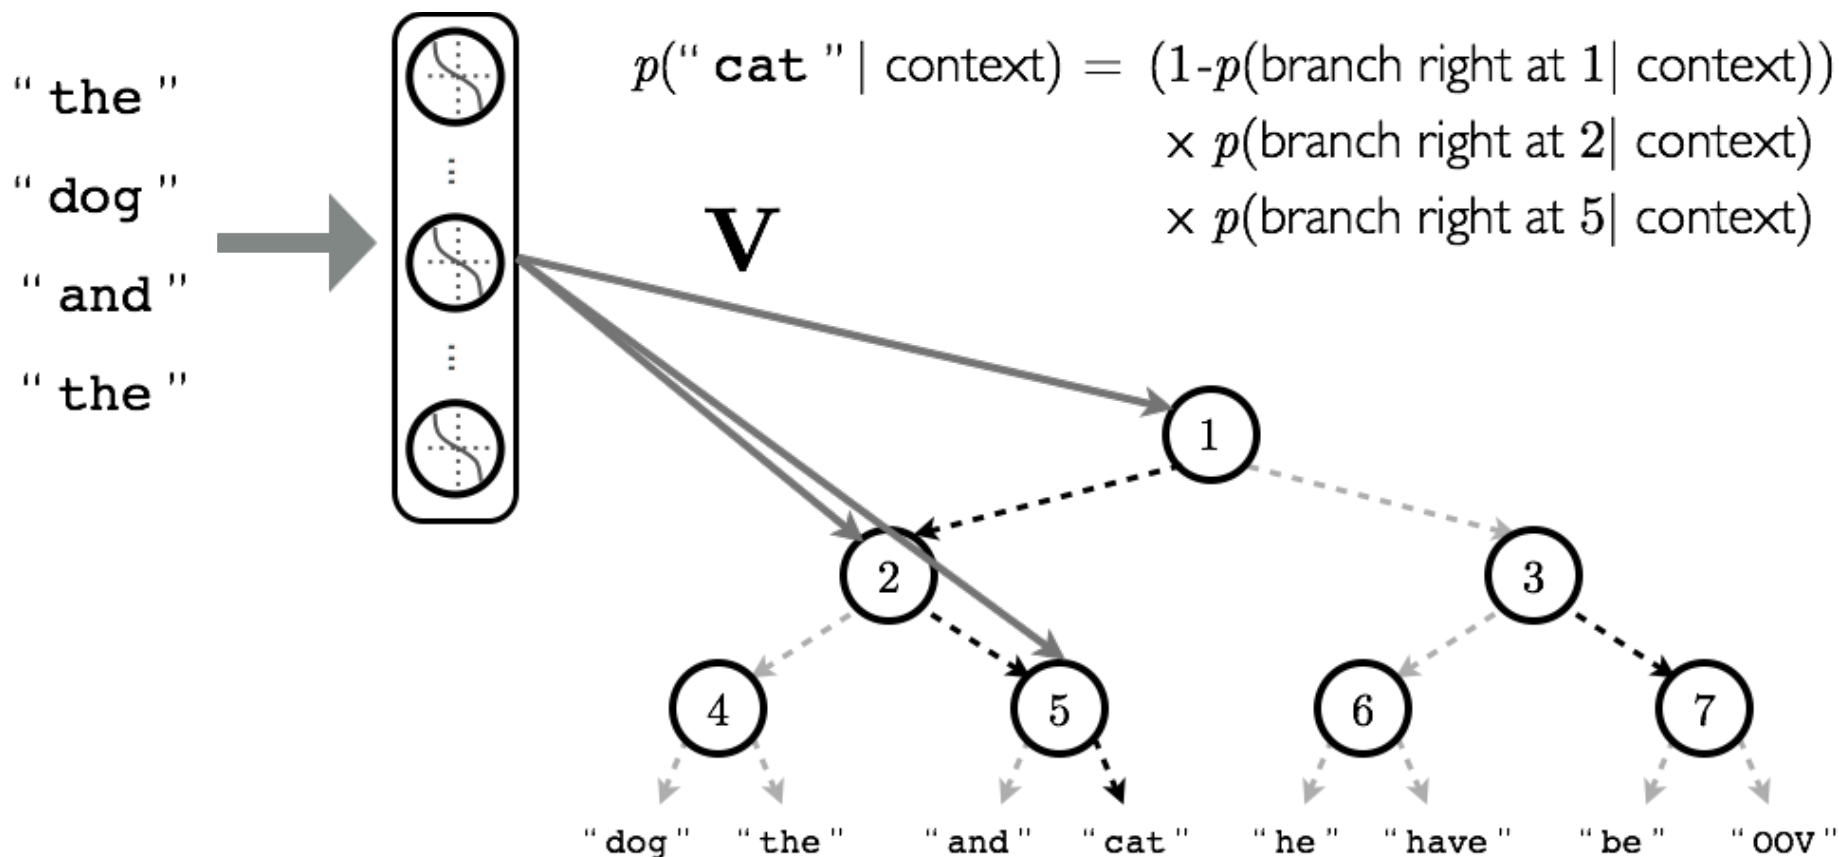 “ the ”
“ dog ”
“ and ”
“ the ”
p(“ cat ” | context) = (1-p(branch right at 1| context))
× p(branch right at 2| context)
× p(branch right at 5| context)
V
1
2
3
4
5
6
7
“ dog ” “ the ” “ and ” “ cat ” “ he ” “ have ” “ be ” “ OOV ”